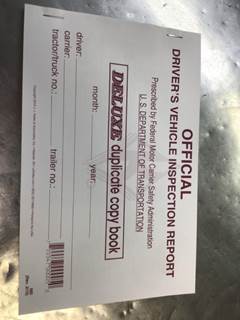 OFFICIAL
DRIVER'S VEHICLE INSPECTION REPORT
Prescribed by Federal Motor Carrier Safety Administration
U. S. DEPARTMENT OF TRANSPORTATION
DELUXE duplicate copy book
month: year:
driver:
carrier:
tractor/truck no.: trailer no.: